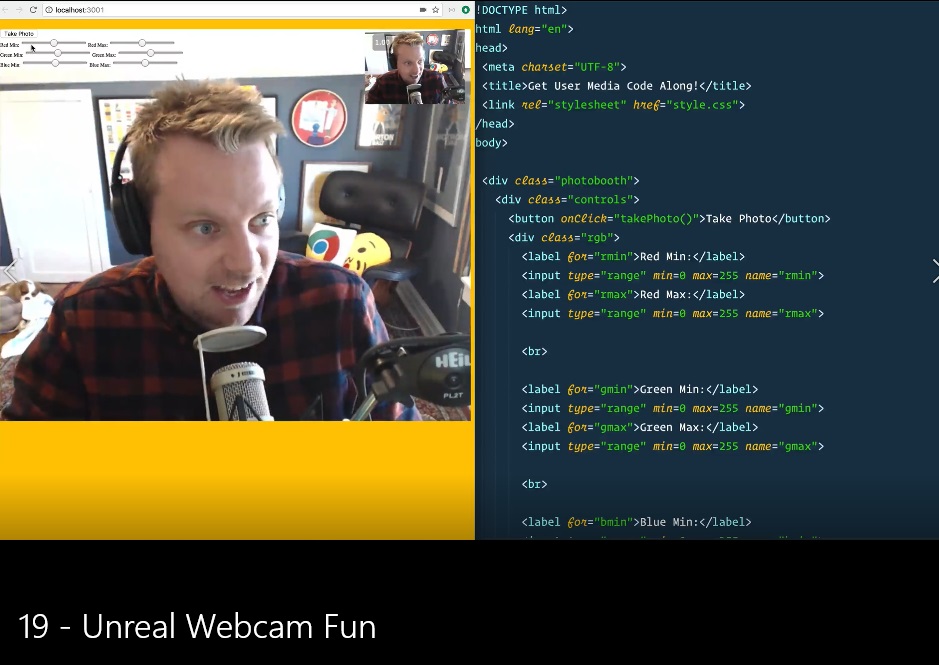 localhost:3001
Take Photo
Red Min: Red Max:
Green Min: Green Max:
Blue Min: Blue Max:
!DOCTYPE html>
html lang="en">
head>
<meta charset="UTF-8">
<title>Get User Media Code Along!</title>
<link rel="stylesheet" href="style.css">
/head>
body>
<div class="photobooth">
<div class="controls">
<button onClick="takePhoto()">Take Photo</button>
<div class="rgb">
<label for="rmin">Red Min:</label>
<input type="range" min=0 max=255 name="rmin">
<label for="rmax">Red Max:</label>
<input type="range" min=0 max=255 name="rmax">
<br>
<label for="gmin">Green Min:</label>
<input type="range" min=0 max=255 name="gmin">
<label for="gmax">Green Max:</label>
<input type="range" min=0 max=255 name="gmax">
<br>
<label for="bmin">Blue Min:</label>
HEIL
PL2T
19 - Unreal Webcam Fun